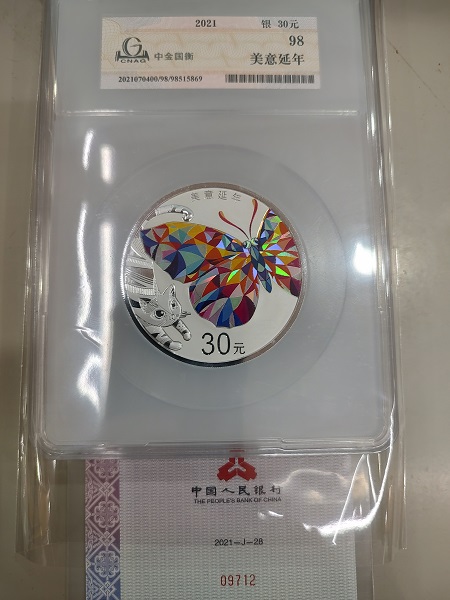 2021 银 30元
G
CNAG
中金国衡
98
美意延年
2021070400/98/98515869
美意延年
30元
中国人民银行
THE PEOPLE'S BANK OF CHINA
2021-J-28
09712